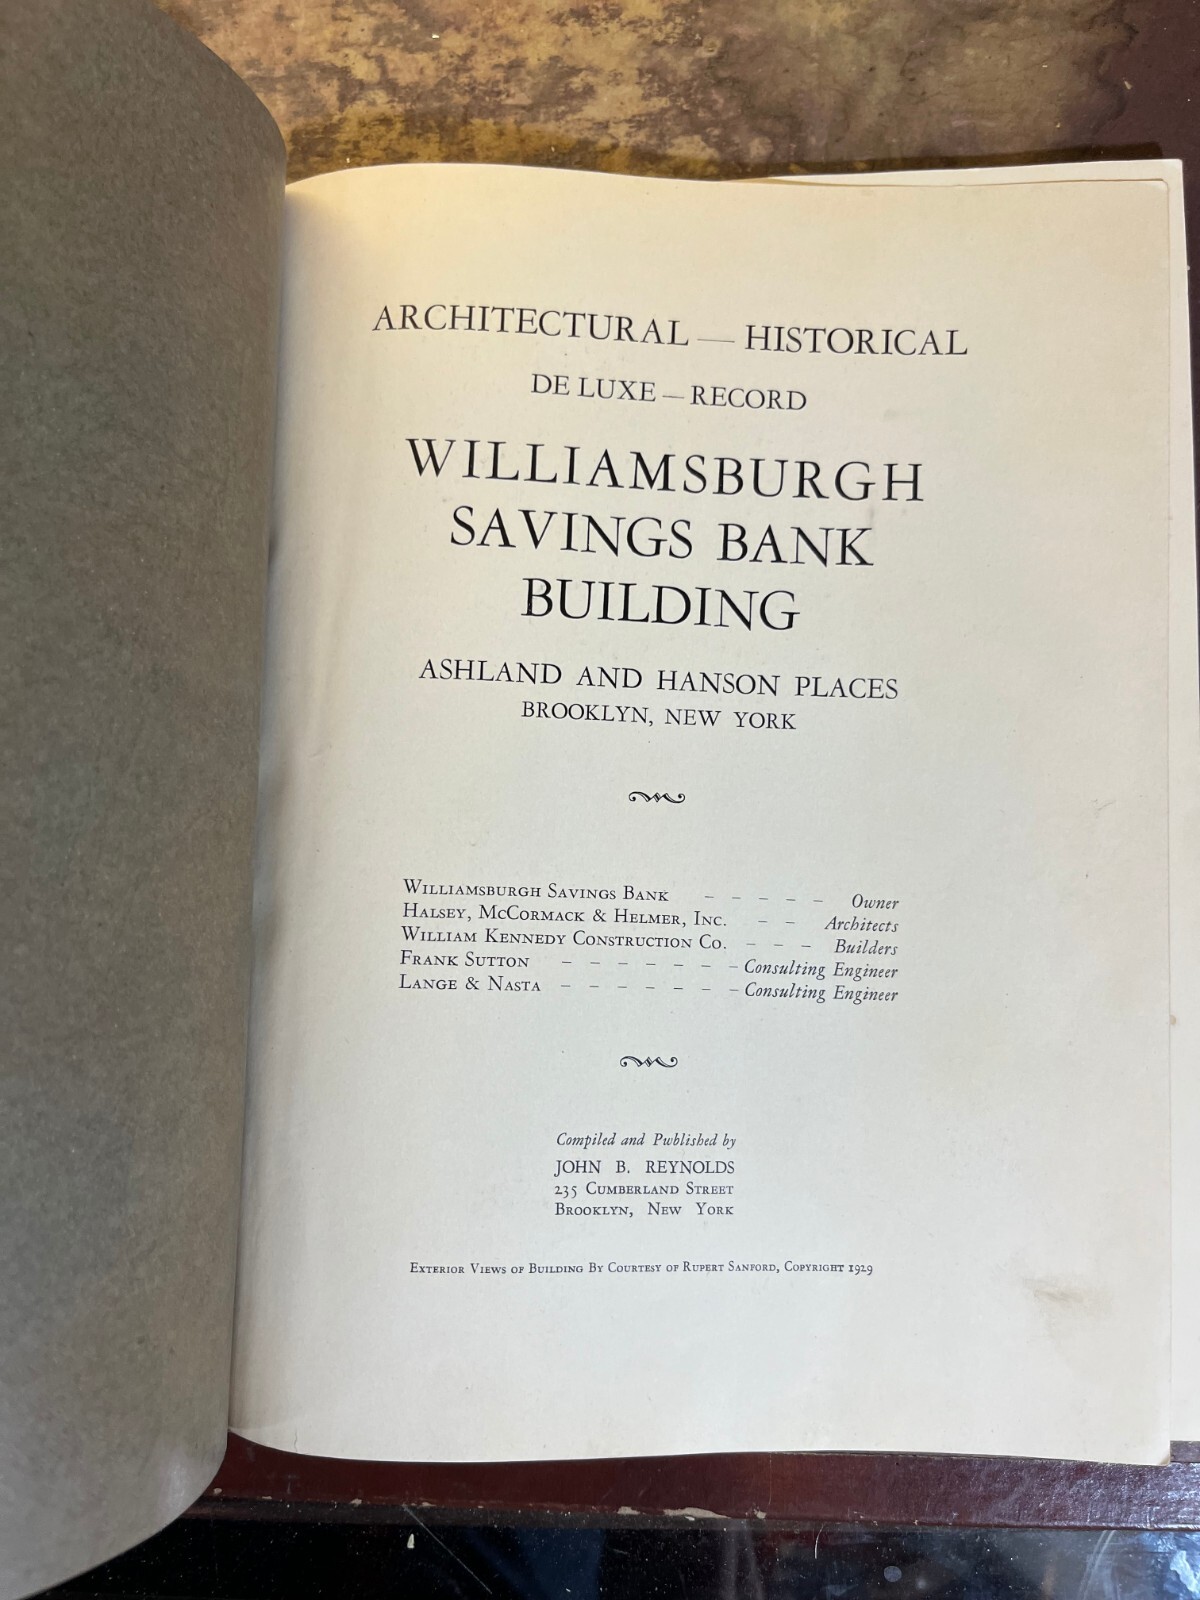 ARCHITECTURAL — HISTORICAL
DE LUXE — RECORD
WILLIAMSBURGH
SAVINGS BANK
BUILDING
ASHLAND AND HANSON PLACES
BROOKLYN, NEW YORK
WILLIAMSBURGH SAVINGS BANK – – – – – Owner
HALSEY, MCCORMACK & HELMER, INC. – – Architects
WILLIAM KENNEDY CONSTRUCTION CO. – – – Builders
FRANK SUTTON – – – – – – – Consulting Engineer
LANGE & NASTA – – – – – – – Consulting Engineer
Compiled and Pwblished by
JOHN B. REYNOLDS
235 CUMBERLAND STREET
BROOKLYN, NEW YORK
EXTERIOR VIEWS OF BUILDING BY COURTESY OF RUPERT SANFORD, COPYRIGHT 1929